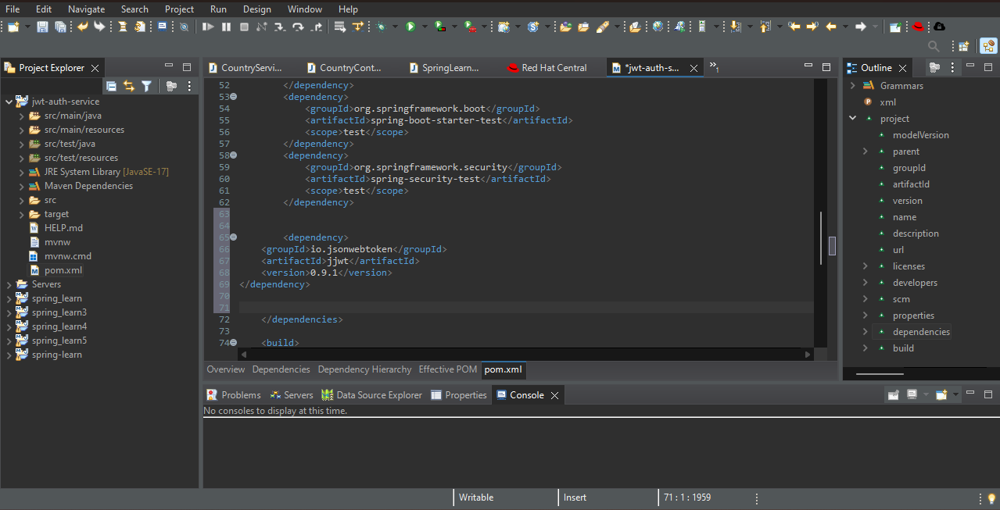 File Edit Navigate Search Project Run Design Window Help
Project Explorer
jwt-auth-service
src/main/java
src/main/resources
src/test/java
src/test/resources
JRE System Library [JavaSE-17]
Maven Dependencies
src
target
HELP.md
mvnw
mvnw.cmd
pom.xml
Servers
spring_learn
spring_learn3
spring_learn4
spring_learn5
spring-learn
CountryServi... CountryCont... SpringLearn... Red Hat Central *jwt-auth-s... »1
52 </dependency>
53 <dependency>
54 <groupId>org.springframework.boot</groupId>
55 <artifactId>spring-boot-starter-test</artifactId>
56 <scope>test</scope>
57 </dependency>
58 <dependency>
59 <groupId>org.springframework.security</groupId>
60 <artifactId>spring-security-test</artifactId>
61 <scope>test</scope>
62 </dependency>
63
64
65 <dependency>
66 <groupId>io.jsonwebtoken</groupId>
67 <artifactId>jjwt</artifactId>
68 <version>0.9.1</version>
69 </dependency>
70
71
72 </dependencies>
73
74 <build>
Overview Dependencies Dependency Hierarchy Effective POM pom.xml
Outline
Grammars
xml
project
modelVersion
parent
groupId
artifactId
version
name
description
url
licenses
developers
scm
properties
dependencies
build
Problems Servers Data Source Explorer Properties Console
No consoles to display at this time.
Writable Insert 71 : 1 : 1959